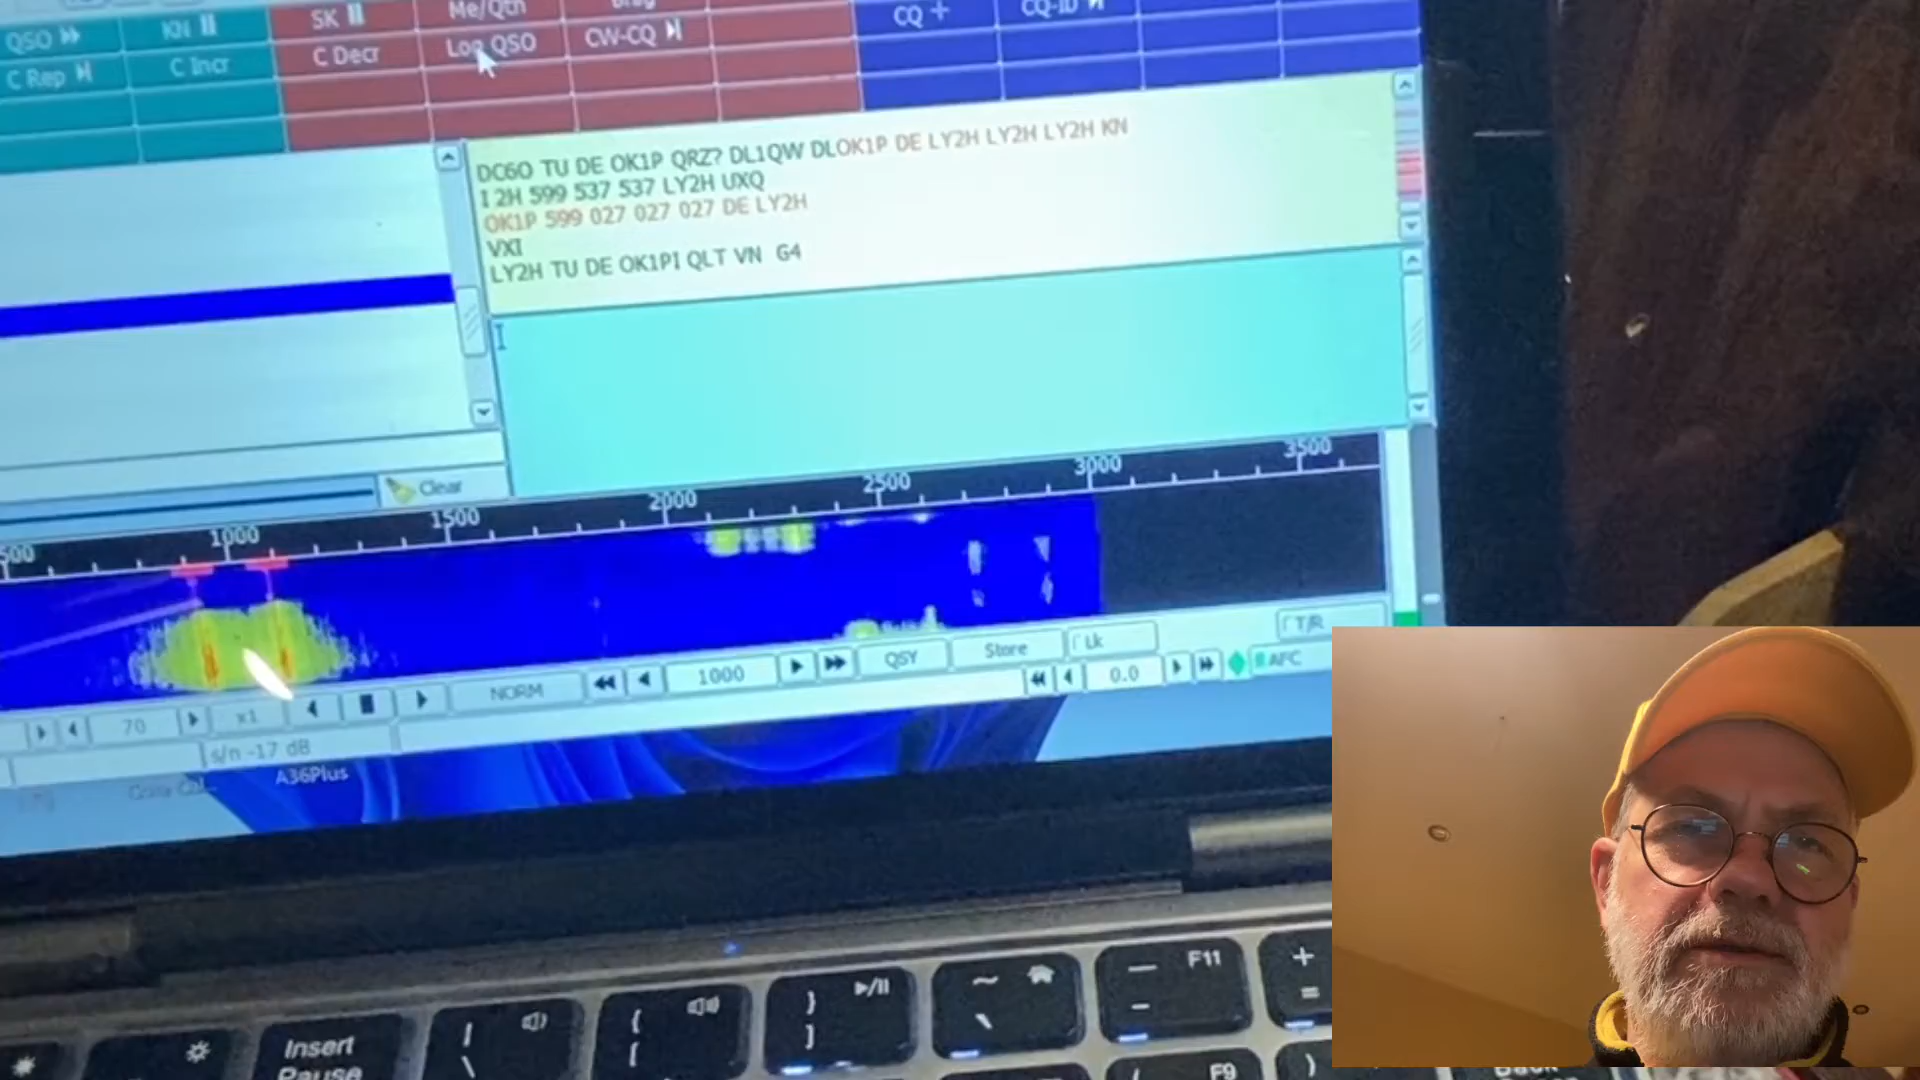 QSO
KN
SK
Me/Qth
CQ
CQ-ID
C Rep
C Incr
C Decr
Log QSO
CW-CQ
DC6O TU DE OK1P QRZ? DL1QW DLOK1P DE LY2H LY2H LY2H KN
I 2H 599 537 537 LY2H UXQ
OK1P 599 027 027 027 DE LY2H
VXI
LY2H TU DE OK1PI QLT VN G4
Clear
500 1000 1500 2000 2500 3000 3500
70 x1 NORM 1000 QSY Store Lk T/R
0.0 AFC
s/n -17 dB
A36Plus
Insert
Pause
| \
{ [
} ]
~ `
— -
F11
+ =
F9
)